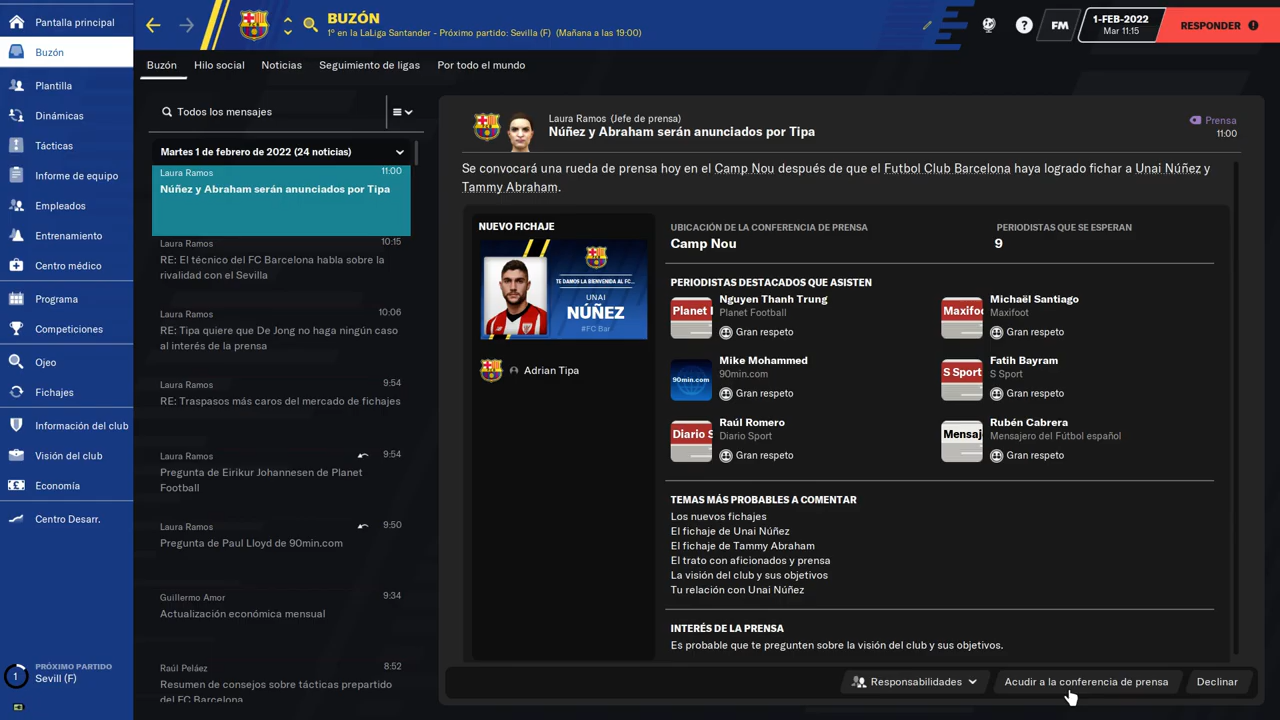 Pantalla principal
Buzón
Plantilla
Dinámicas
Tácticas
Informe de equipo
Empleados
Entrenamiento
Centro médico
Programa
Competiciones
Ojeo
Fichajes
Información del club
Visión del club
Economía
Centro Desarr.
PRÓXIMO PARTIDO
1
Sevill (F)
BUZÓN
1º en la LaLiga Santander - Próximo partido: Sevilla (F) (Mañana a las 19:00)
?
FM
1-FEB-2022
Mar 11:15
RESPONDER
Buzón
Hilo social
Noticias
Seguimiento de ligas
Por todo el mundo
Todos los mensajes
Martes 1 de febrero de 2022 (24 noticias)
Laura Ramos 11:00
Núñez y Abraham serán anunciados por Tipa
Laura Ramos 10:15
RE: El técnico del FC Barcelona habla sobre la
rivalidad con el Sevilla
Laura Ramos 10:06
RE: Tipa quiere que De Jong no haga ningún caso
al interés de la prensa
Laura Ramos 9:54
RE: Traspasos más caros del mercado de fichajes
Laura Ramos 9:54
Pregunta de Eirikur Johannesen de Planet
Football
Laura Ramos 9:50
Pregunta de Paul Lloyd de 90min.com
Guillermo Amor 9:34
Actualización económica mensual
Raúl Peláez 8:52
Resumen de consejos sobre tácticas prepartido
del FC Barcelona
Laura Ramos (Jefe de prensa)
Núñez y Abraham serán anunciados por Tipa
Prensa
11:00
Se convocará una rueda de prensa hoy en el Camp Nou después de que el Futbol Club Barcelona haya logrado fichar a Unai Núñez y
Tammy Abraham.
NUEVO FICHAJE
TE DAMOS LA BIENVENIDA AL FC...
UNAI
NÚÑEZ
#FC Bar
Adrian Tipa
UBICACIÓN DE LA CONFERENCIA DE PRENSA
Camp Nou
PERIODISTAS QUE SE ESPERAN
9
PERIODISTAS DESTACADOS QUE ASISTEN
Planet F
Nguyen Thanh Trung
Planet Football
Gran respeto
Maxifoo
Michaël Santiago
Maxifoot
Gran respeto
90min.com
Mike Mohammed
90min.com
Gran respeto
S Sport
Fatih Bayram
S Sport
Gran respeto
Diario S
Raúl Romero
Diario Sport
Gran respeto
Mensaj
Rubén Cabrera
Mensajero del Fútbol español
Gran respeto
TEMAS MÁS PROBABLES A COMENTAR
Los nuevos fichajes
El fichaje de Unai Núñez
El fichaje de Tammy Abraham
El trato con aficionados y prensa
La visión del club y sus objetivos
Tu relación con Unai Núñez
INTERÉS DE LA PRENSA
Es probable que te pregunten sobre la visión del club y sus objetivos.
Responsabilidades
Acudir a la conferencia de prensa
Declinar